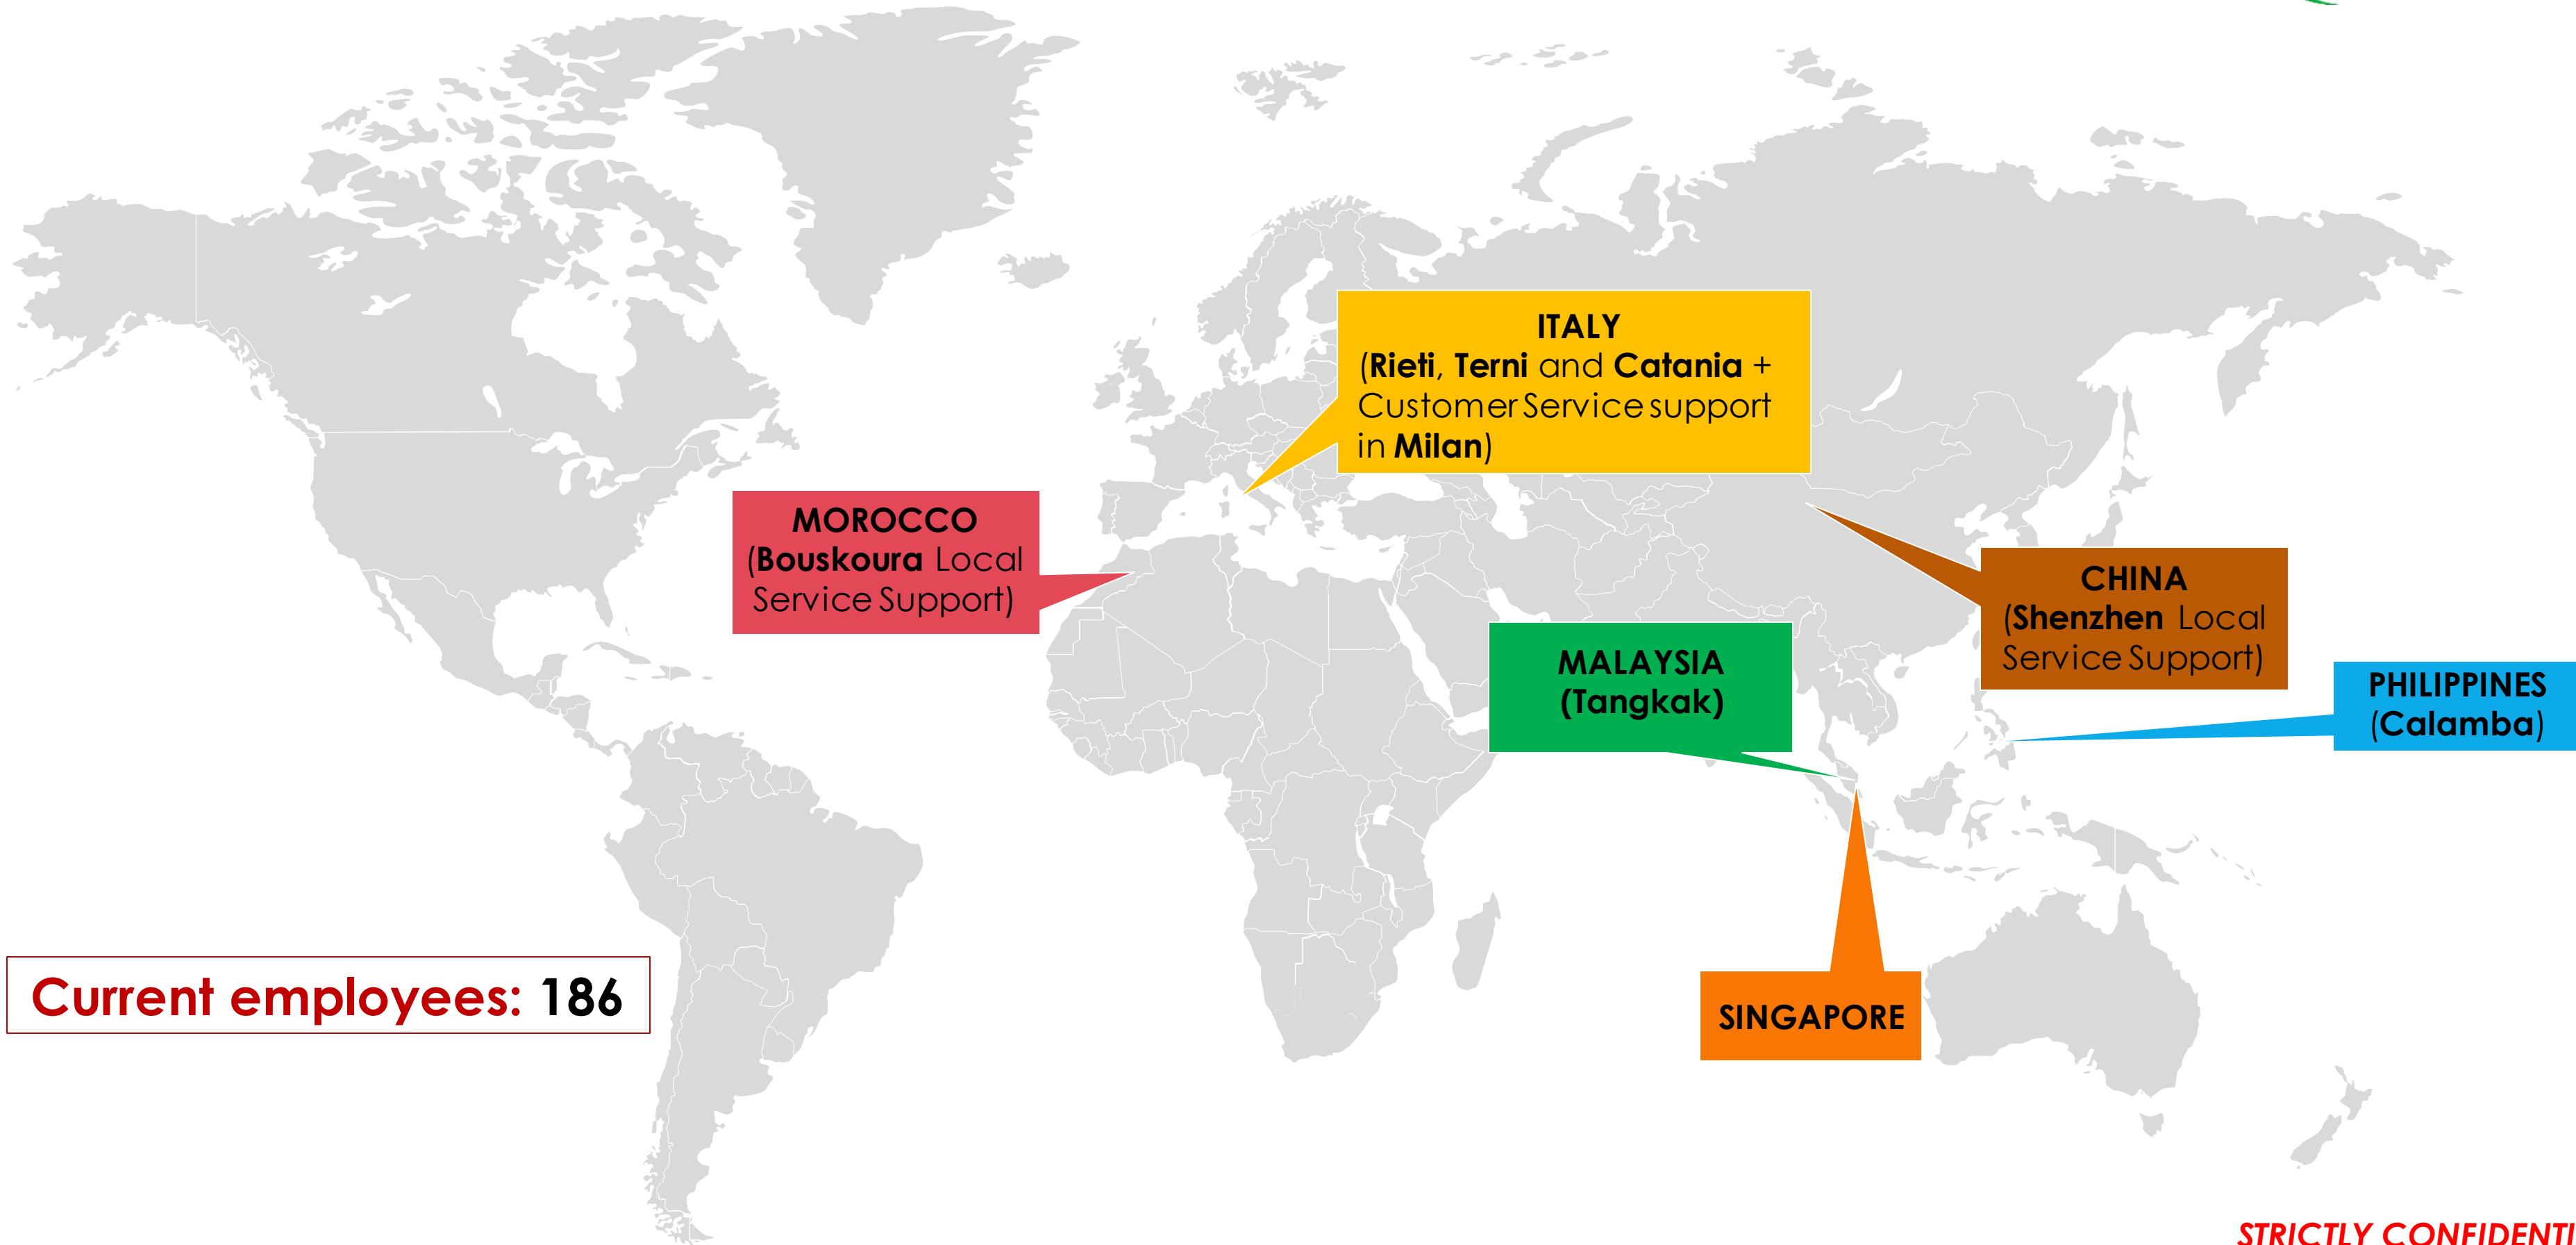 ITALY
(Rieti, Terni and Catania +
Customer Service support
in Milan)
MOROCCO
(Bouskoura Local
Service Support)
CHINA
(Shenzhen Local
Service Support)
MALAYSIA
(Tangkak)
PHILIPPINES
(Calamba)
Current employees: 186
SINGAPORE
STRICTLY CONFIDENTI